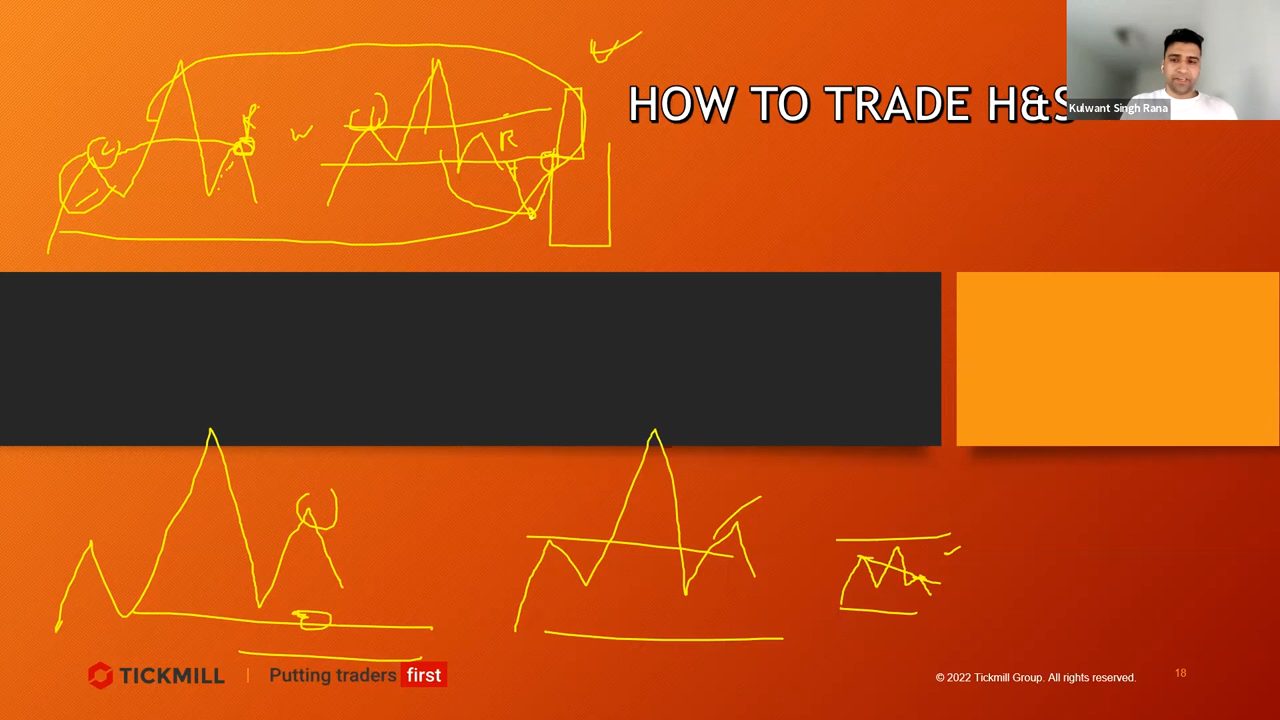 HOW TO TRADE H&S
Kulwant Singh Rana
TICKMILL
Putting traders first
© 2022 Tickmill Group. All rights reserved.
18